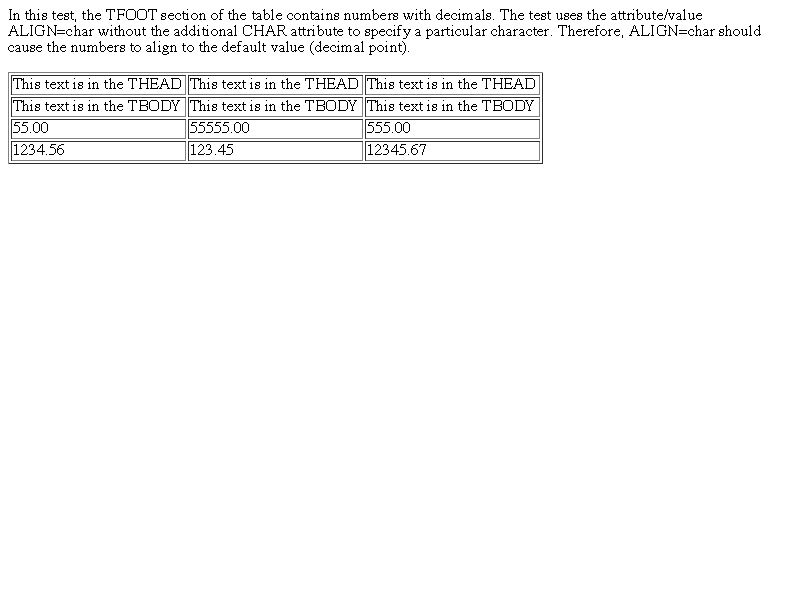 In this test, the TFOOT section of the table contains numbers with decimals. The test uses the attribute/value
ALIGN=char without the additional CHAR attribute to specify a particular character. Therefore, ALIGN=char should
cause the numbers to align to the default value (decimal point).
This text is in the THEAD This text is in the THEAD This text is in the THEAD
This text is in the TBODY This text is in the TBODY This text is in the TBODY
55.00 55555.00 555.00
1234.56 123.45 12345.67